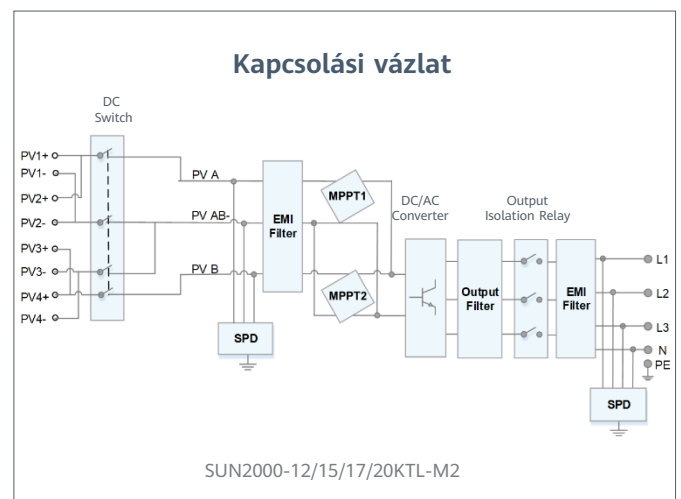 Kapcsolási vázlat
DC
Switch
PV1+
PV1-
PV2+
PV2-
PV3+
PV3-
PV4+
PV4-
PV A
PV AB-
PV B
EMI
Filter
MPPT1
MPPT2
SPD
DC/AC
Converter
Output
Filter
Output
Isolation Relay
EMI
Filter
L1
L2
L3
N
PE
SPD
SUN2000-12/15/17/20KTL-M2